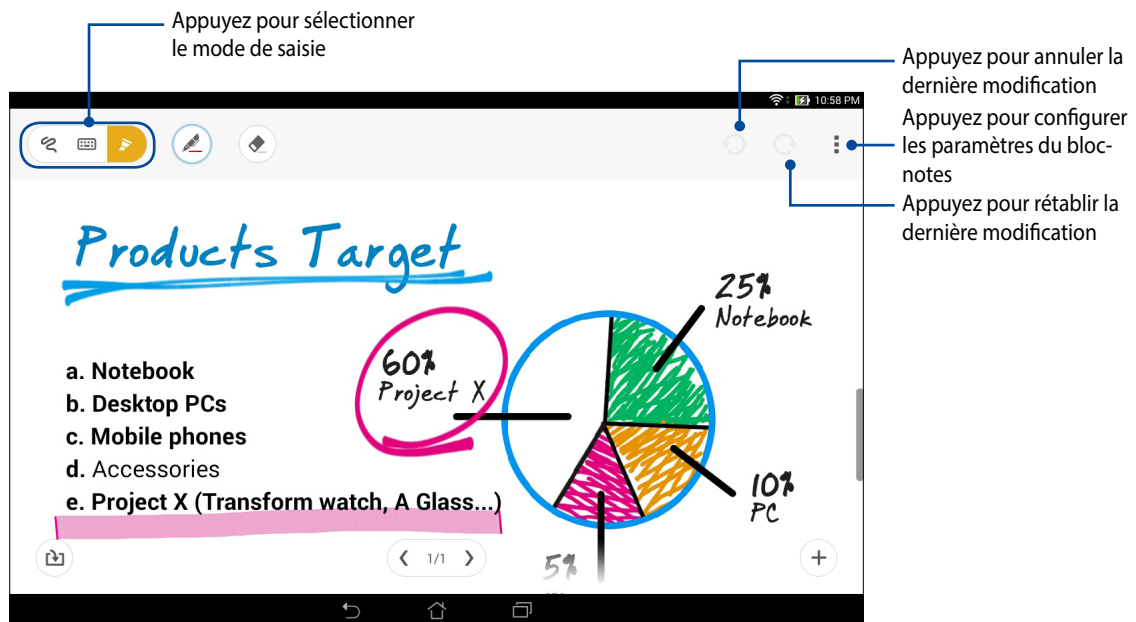 Appuyez pour sélectionner
le mode de saisie
Appuyez pour annuler la
dernière modification
Appuyez pour configurer
les paramètres du bloc-
notes
Appuyez pour rétablir la
dernière modification
10:58 PM
Products Target
a. Notebook
b. Desktop PCs
c. Mobile phones
d. Accessories
e. Project X (Transform watch, A Glass...)
60%
Project X
25%
Notebook
10%
PC
5%
1/1